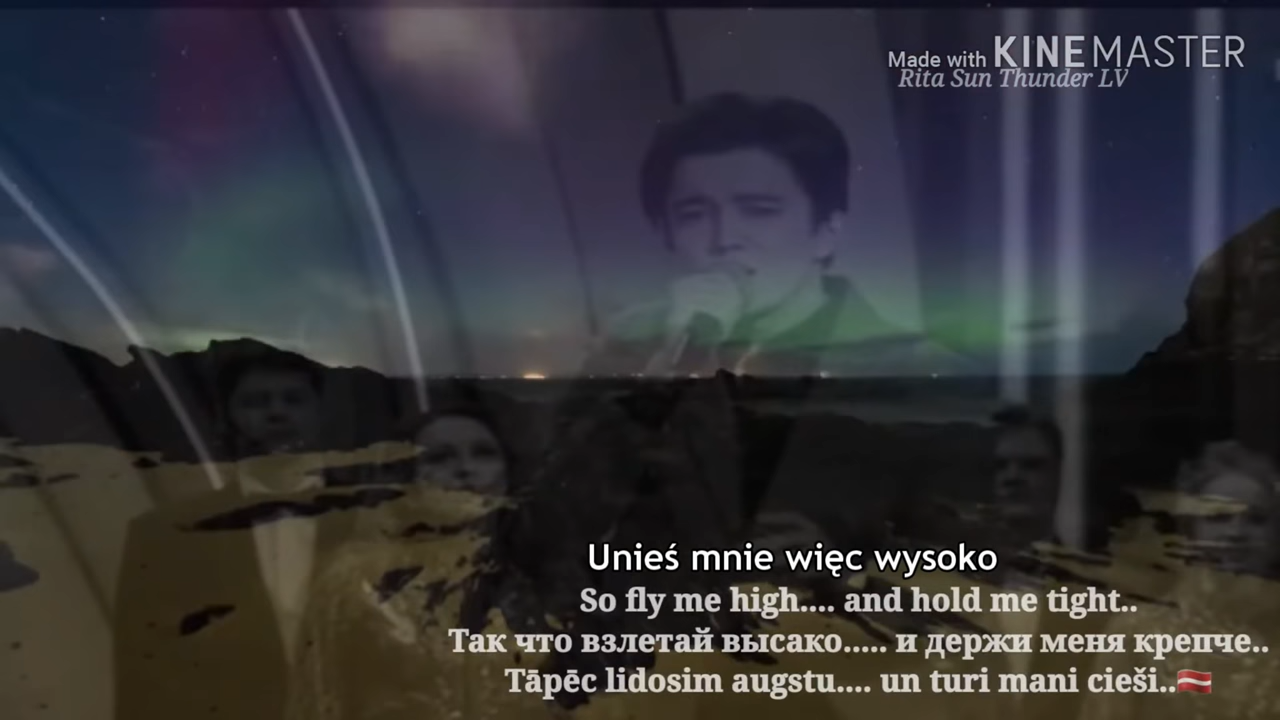 Made with KINEMASTER
Rita Sun Thunder LV
Unieś mnie więc wysoko
So fly me high.... and hold me tight..
Так что взлетай высако..... и держи меня крепче..
Tāpēc lidosim augstu.... un turi mani cieši..🇱🇻